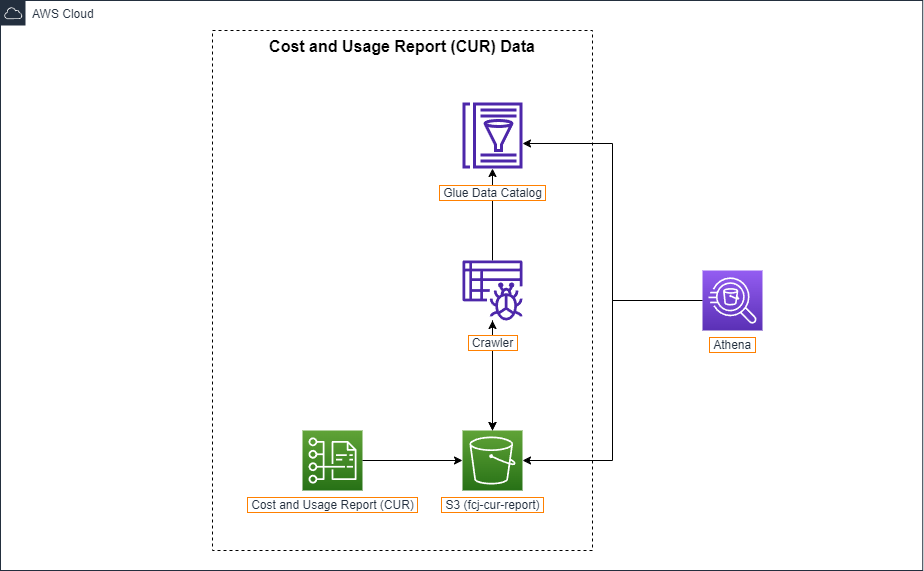 AWS Cloud
Cost and Usage Report (CUR) Data
Glue Data Catalog
Crawler
Athena
Cost and Usage Report (CUR)
S3 (fcj-cur-report)